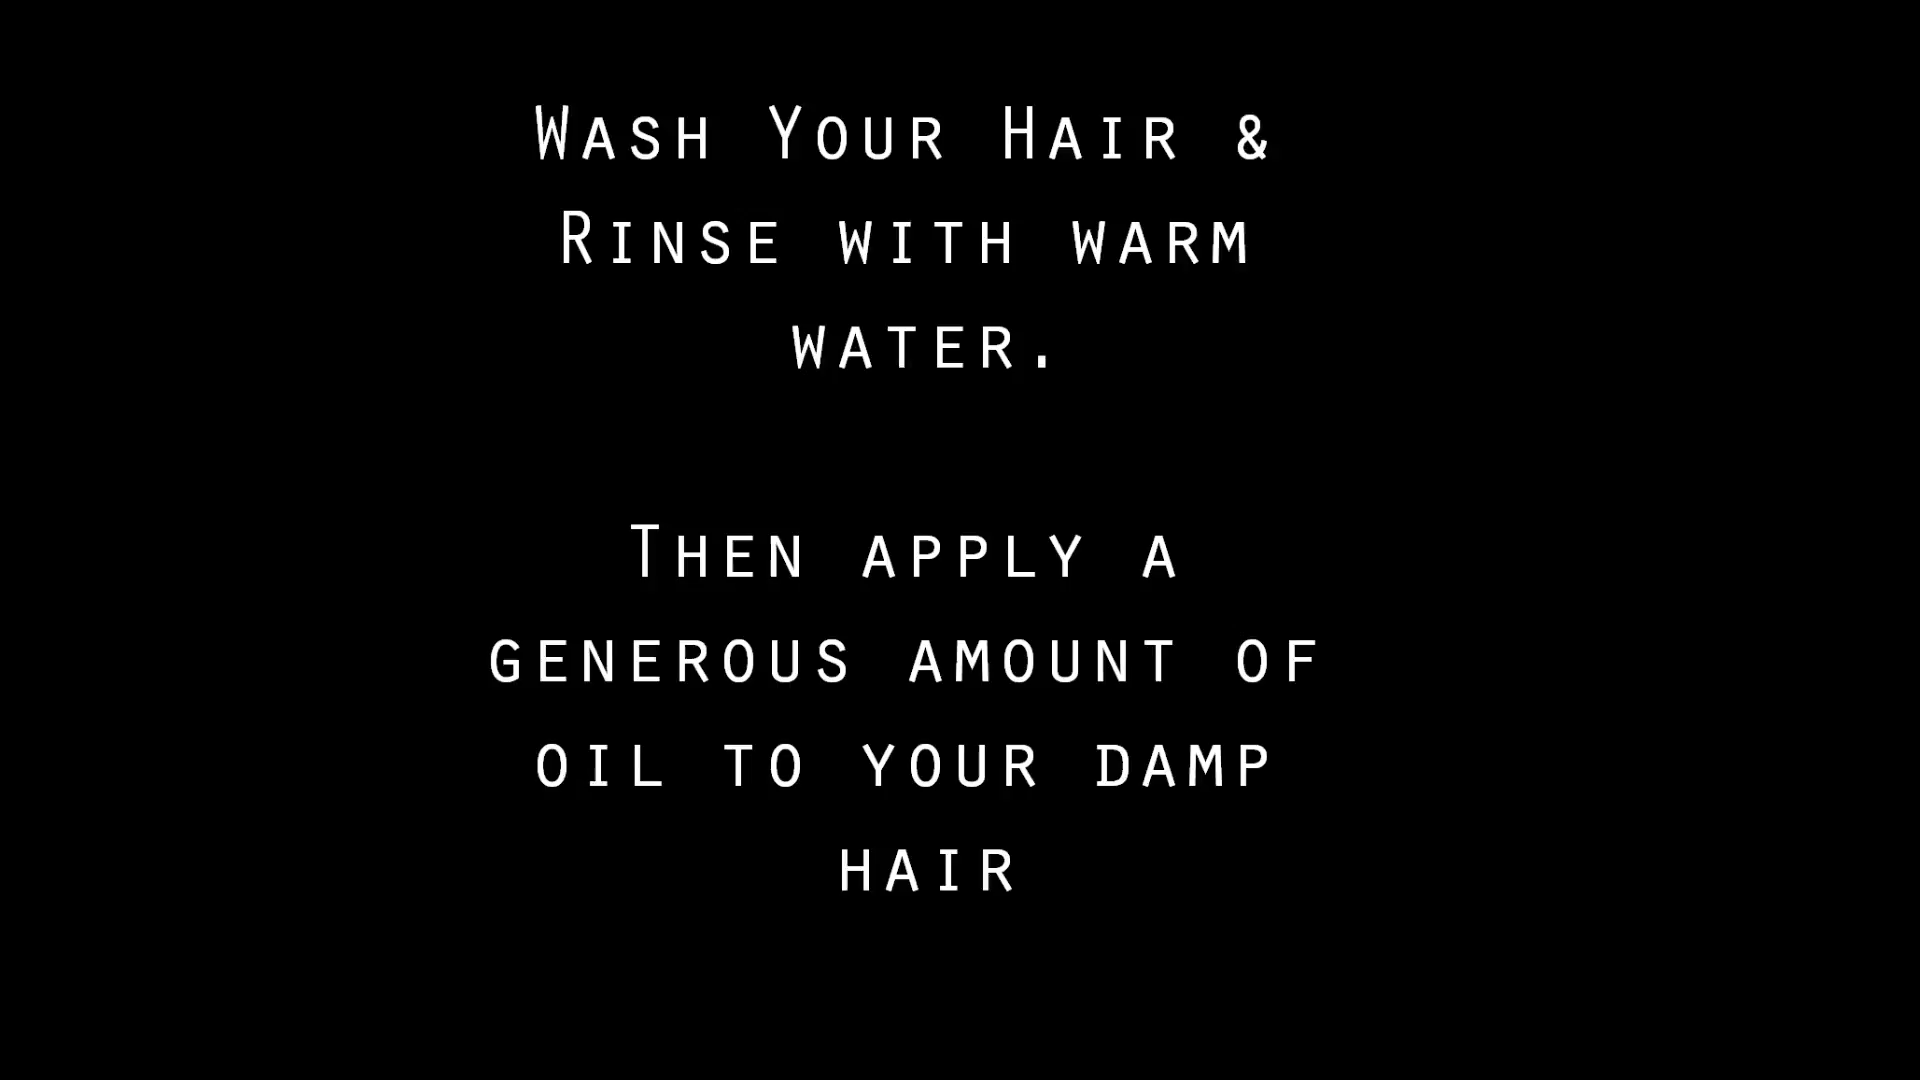 Wash Your Hair &
Rinse with warm
water.
Then apply a
generous amount of
oil to your damp
hair